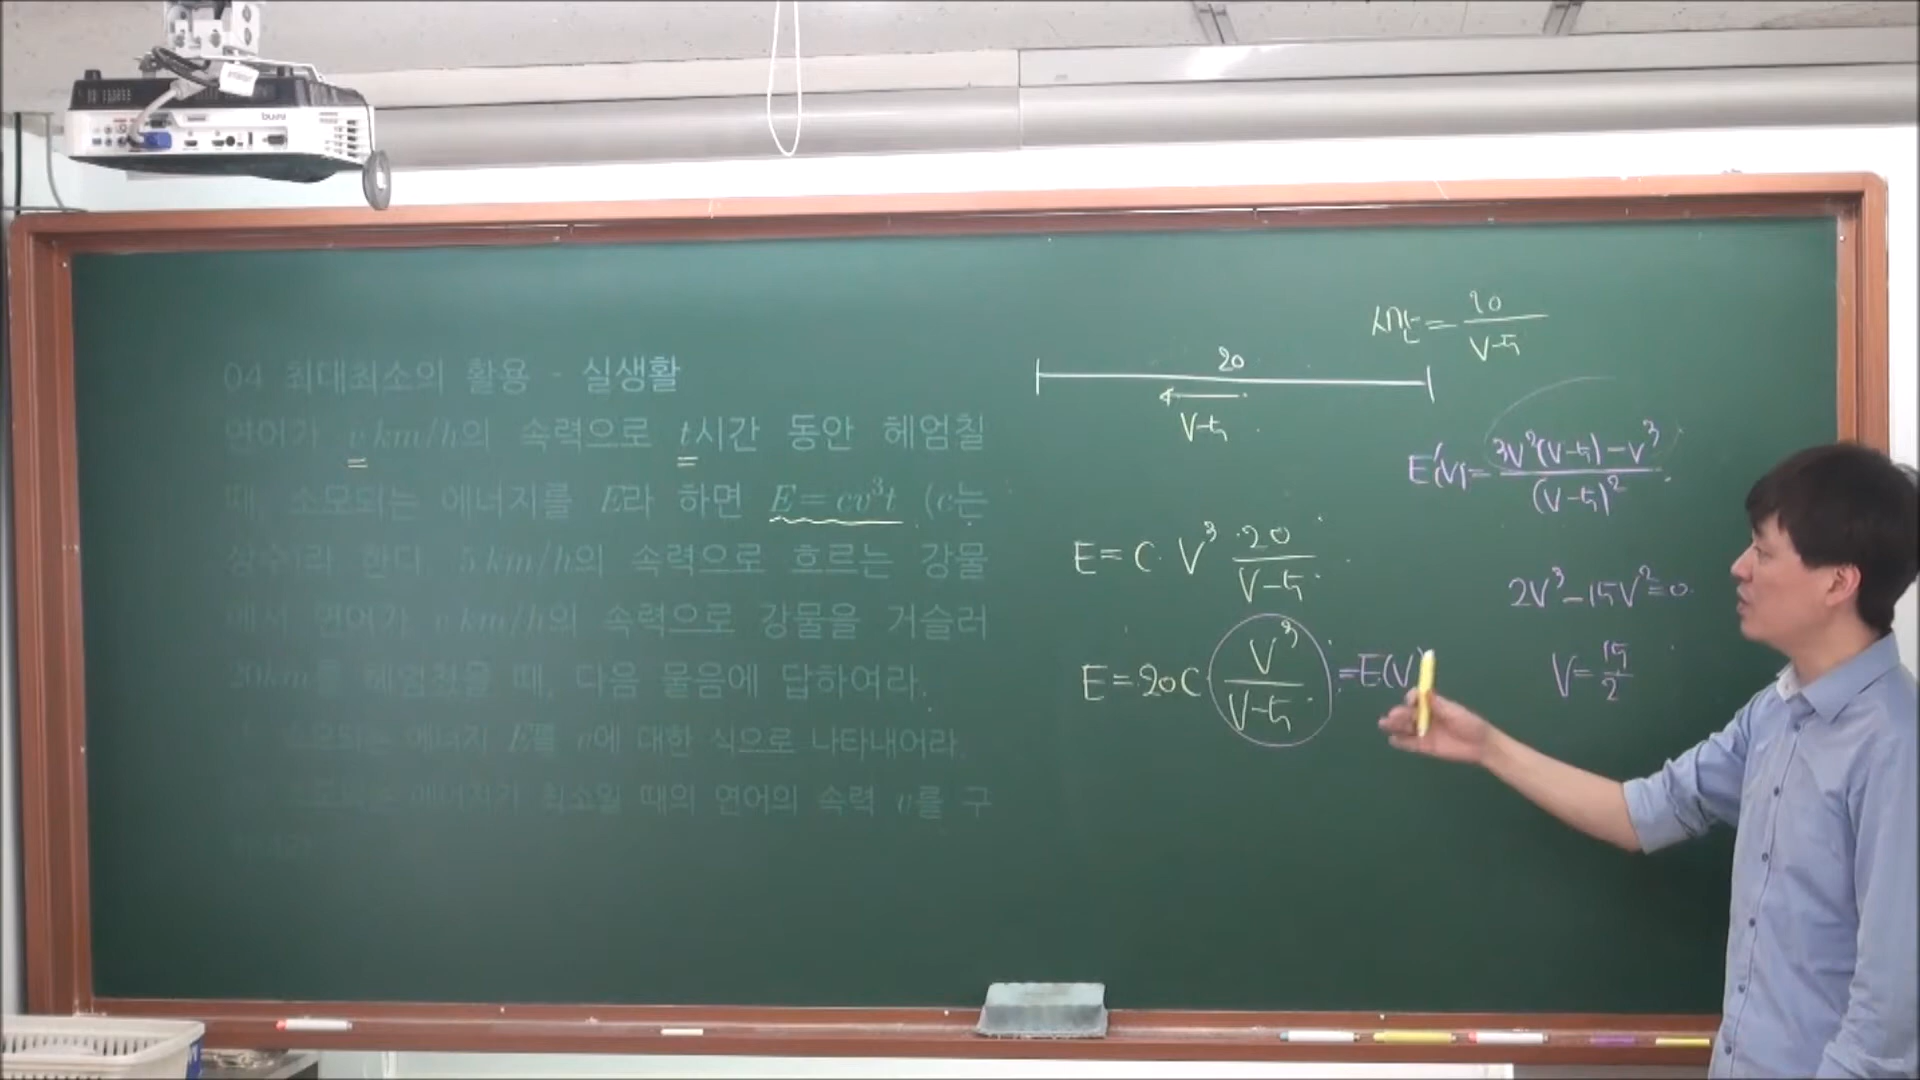 04 최대최소의 활용 - 실생활
연어가 v km/h의 속력으로 t시간 동안 헤엄칠
때, 소모되는 에너지를 E라 하면 E=cv³t (c는
상수)라 한다. 5km/h의 속력으로 흐르는 강물
에서 연어가 v km/h의 속력으로 강물을 거슬러
20km를 헤엄쳤을 때, 다음 물음에 답하여라.
소모되는 에너지 E를 v에 대한 식으로 나타내어라.
소모되는 에너지가 최소일 때의 연어의 속력 v를 구
시간 = 20/(V-5)
20
V-5
E = C · V³ · 20/(V-5)
E = 20C · V³/(V-5) = E(V)
E'(V) = (3V²(V-5) - V³)/(V-5)²
2V³ - 15V² = 0
V = 15/2
BenQ